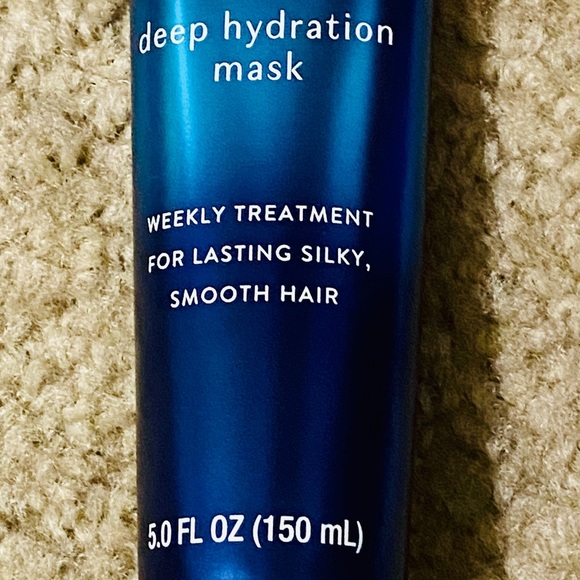 deep hydration
mask
WEEKLY TREATMENT
FOR LASTING SILKY,
SMOOTH HAIR
5.0 FL OZ (150 mL)